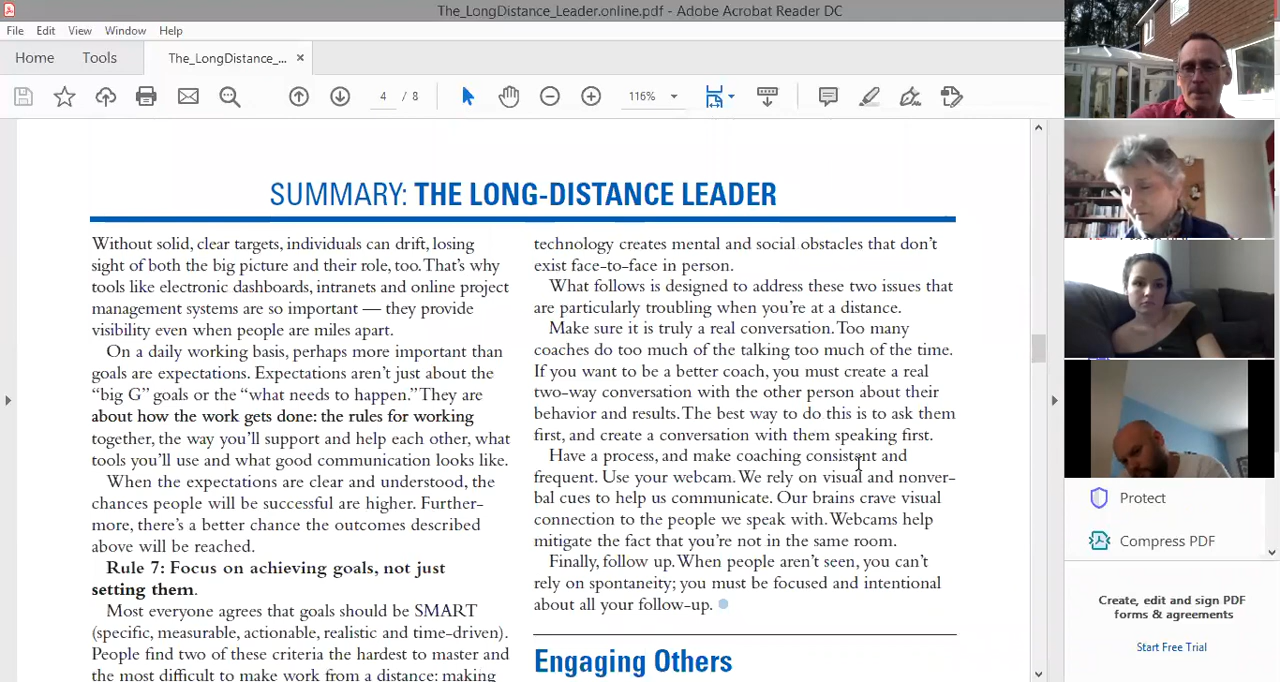 The_LongDistance_Leader.online.pdf - Adobe Acrobat Reader DC
File Edit View Window Help
Home Tools The_LongDistance_... ×
4 / 8 116%
SUMMARY: THE LONG-DISTANCE LEADER
Without solid, clear targets, individuals can drift, losing
sight of both the big picture and their role, too. That's why
tools like electronic dashboards, intranets and online project
management systems are so important — they provide
visibility even when people are miles apart.
On a daily working basis, perhaps more important than
goals are expectations. Expectations aren't just about the
“big G” goals or the “what needs to happen.” They are
about how the work gets done: the rules for working
together, the way you'll support and help each other, what
tools you'll use and what good communication looks like.
When the expectations are clear and understood, the
chances people will be successful are higher. Further-
more, there's a better chance the outcomes described
above will be reached.
Rule 7: Focus on achieving goals, not just
setting them.
Most everyone agrees that goals should be SMART
(specific, measurable, actionable, realistic and time-driven).
People find two of these criteria the hardest to master and
the most difficult to make work from a distance: making
technology creates mental and social obstacles that don't
exist face-to-face in person.
What follows is designed to address these two issues that
are particularly troubling when you're at a distance.
Make sure it is truly a real conversation. Too many
coaches do too much of the talking too much of the time.
If you want to be a better coach, you must create a real
two-way conversation with the other person about their
behavior and results. The best way to do this is to ask them
first, and create a conversation with them speaking first.
Have a process, and make coaching consistent and
frequent. Use your webcam. We rely on visual and nonver-
bal cues to help us communicate. Our brains crave visual
connection to the people we speak with. Webcams help
mitigate the fact that you're not in the same room.
Finally, follow up. When people aren't seen, you can't
rely on spontaneity; you must be focused and intentional
about all your follow-up.
Engaging Others
Protect
Compress PDF
Create, edit and sign PDF
forms & agreements
Start Free Trial